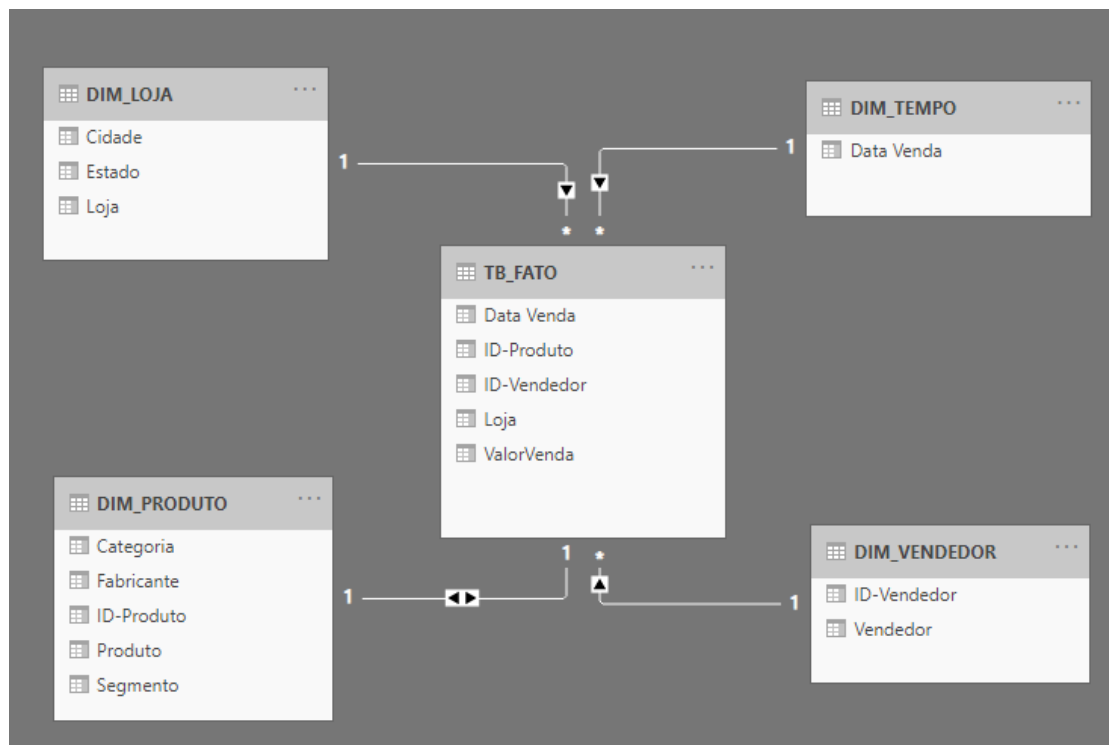 DIM_LOJA
Cidade
Estado
Loja
1
DIM_TEMPO
Data Venda
1
*
*
TB_FATO
Data Venda
ID-Produto
ID-Vendedor
Loja
ValorVenda
1
*
DIM_PRODUTO
Categoria
Fabricante
ID-Produto
Produto
Segmento
1
DIM_VENDEDOR
ID-Vendedor
Vendedor
1